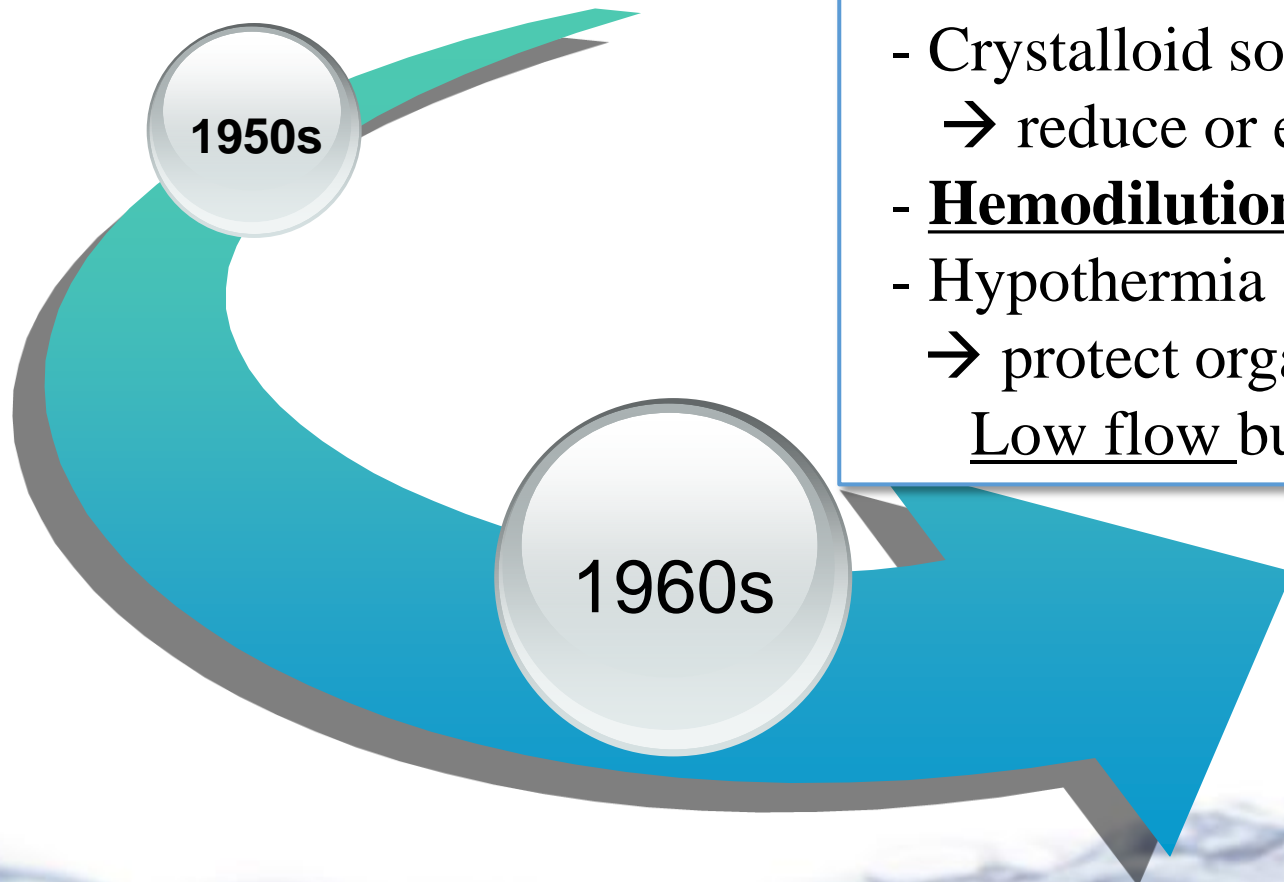 1950s
- Crystalloid so
→ reduce or e
- Hemodilution
- Hypothermia
→ protect orga
Low flow bu
1960s